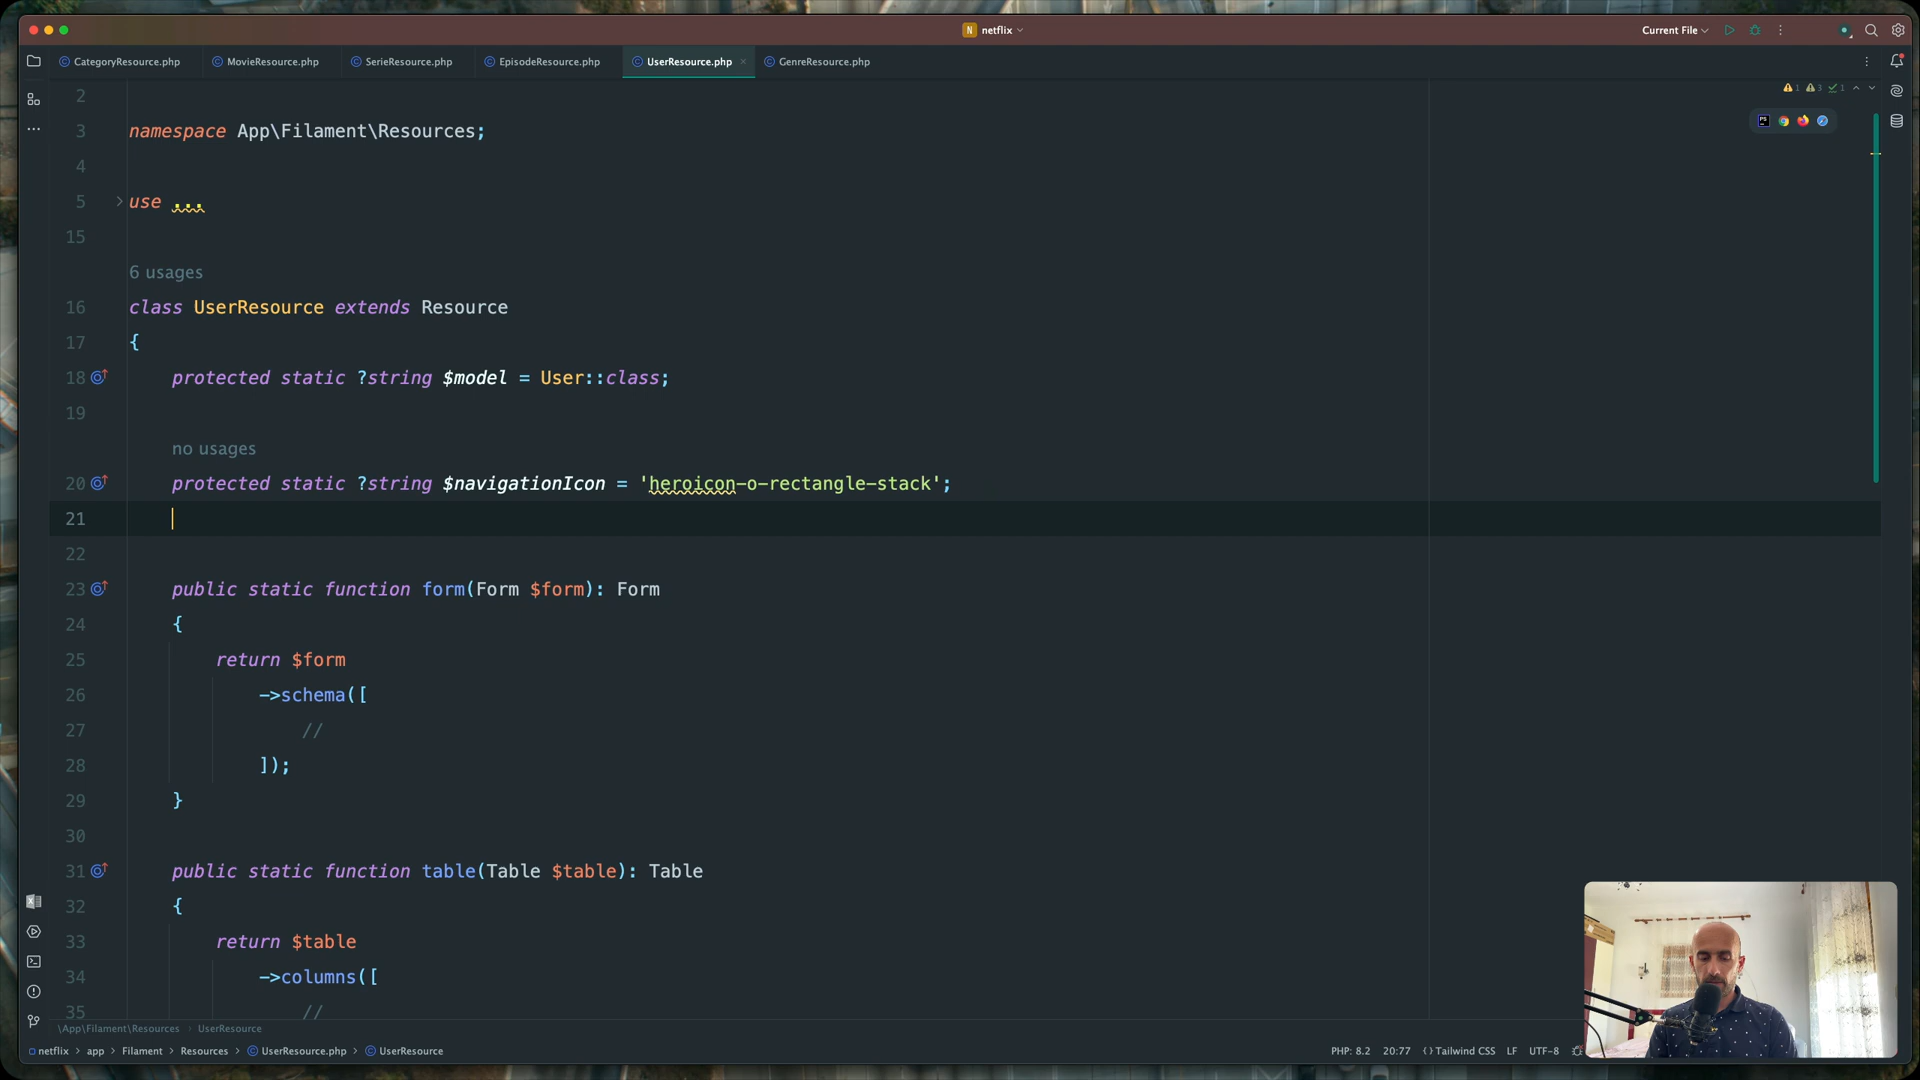 N netflix
Current File
CategoryResource.php
MovieResource.php
SerieResource.php
EpisodeResource.php
UserResource.php
GenreResource.php
1 3 1
2
3 namespace App\Filament\Resources;
4
5 use ...
15
6 usages
16 class UserResource extends Resource
17 {
18 protected static ?string $model = User::class;
19
no usages
20 protected static ?string $navigationIcon = 'heroicon-o-rectangle-stack';
21
22
23 public static function form(Form $form): Form
24 {
25 return $form
26 ->schema([
27 //
28 ]);
29 }
30
31 public static function table(Table $table): Table
32 {
33 return $table
34 ->columns([
35 //
\App\Filament\Resources > UserResource
netflix > app > Filament > Resources > UserResource.php > UserResource
PHP: 8.2 20:77 Tailwind CSS LF UTF-8